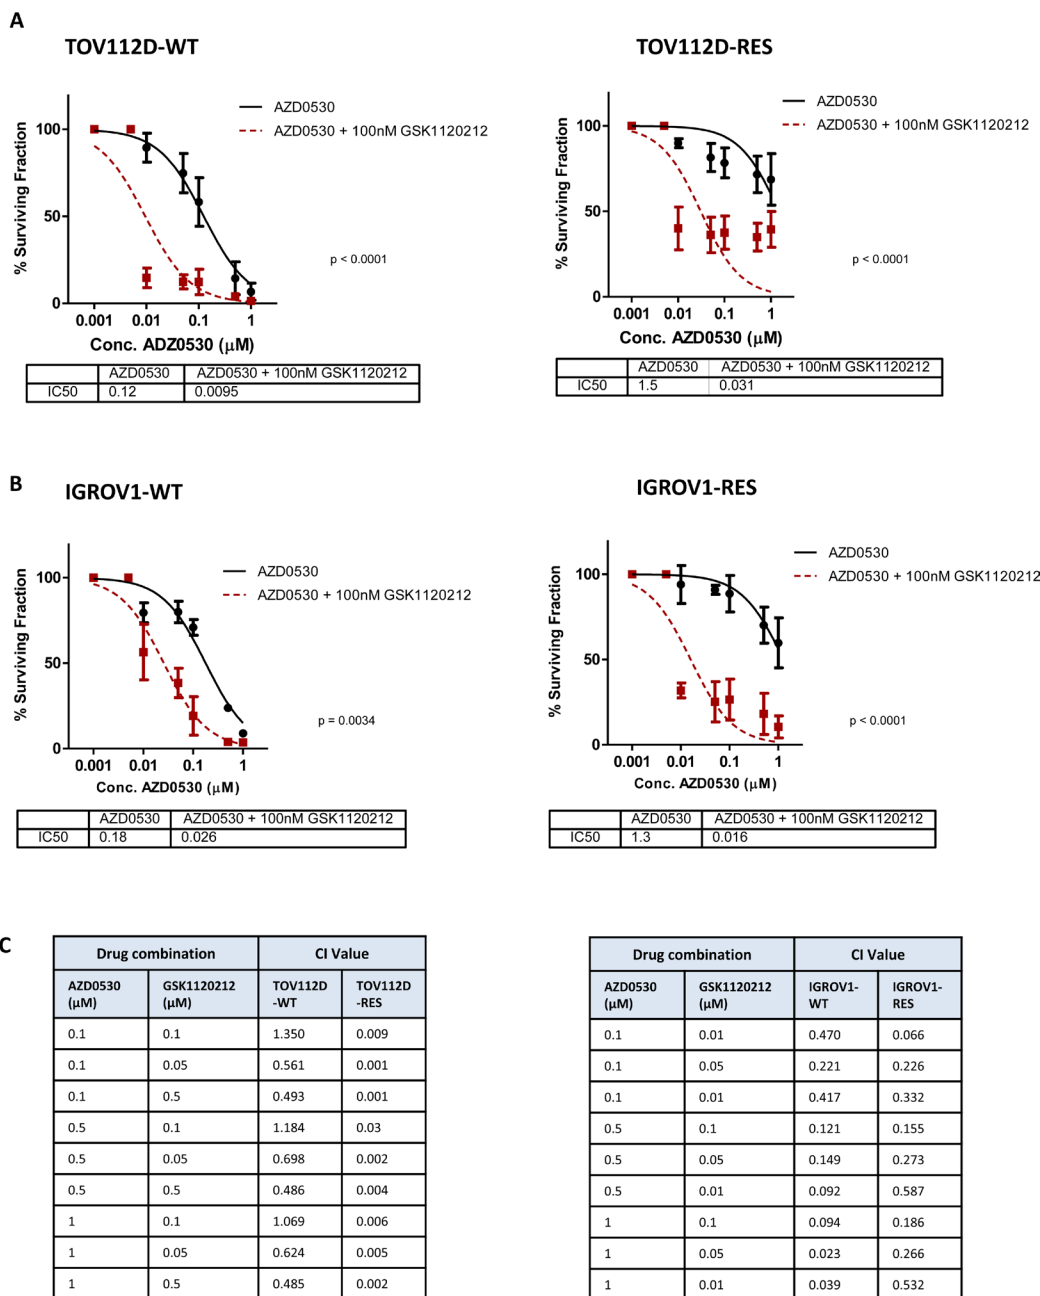 A
TOV112D-WT
TOV112D-RES
AZD0530
AZD0530 + 100nM GSK1120212
% Surviving Fraction
100
50
0
p < 0.0001
0.001 0.01 0.1 1
Conc. ADZ0530 (μM)
AZD0530 AZD0530 + 100nM GSK1120212
IC50 0.12 0.0095
AZD0530
AZD0530 + 100nM GSK1120212
% Surviving Fraction
100
50
0
p < 0.0001
0.001 0.01 0.1 1
Conc. AZD0530 (μM)
AZD0530 AZD0530 + 100nM GSK1120212
IC50 1.5 0.031
B
IGROV1-WT
IGROV1-RES
AZD0530
AZD0530 + 100nM GSK1120212
% Surviving Fraction
100
50
0
p = 0.0034
0.001 0.01 0.1 1
Conc. AZD0530 (μM)
AZD0530 AZD0530 + 100nM GSK1120212
IC50 0.18 0.026
AZD0530
AZD0530 + 100nM GSK1120212
% Surviving Fraction
100
50
0
p < 0.0001
0.001 0.01 0.1 1
Conc. AZD0530 (μM)
AZD0530 AZD0530 + 100nM GSK1120212
IC50 1.3 0.016
C
Drug combination CI Value
AZD0530 GSK1120212 TOV112D TOV112D
(μM) (μM) -WT -RES
0.1 0.1 1.350 0.009
0.1 0.05 0.561 0.001
0.1 0.5 0.493 0.001
0.5 0.1 1.184 0.03
0.5 0.05 0.698 0.002
0.5 0.5 0.486 0.004
1 0.1 1.069 0.006
1 0.05 0.624 0.005
1 0.5 0.485 0.002
Drug combination CI Value
AZD0530 GSK1120212 IGROV1- IGROV1-
(μM) (μM) WT RES
0.1 0.01 0.470 0.066
0.1 0.05 0.221 0.226
0.1 0.01 0.417 0.332
0.5 0.1 0.121 0.155
0.5 0.05 0.149 0.273
0.5 0.01 0.092 0.587
1 0.1 0.094 0.186
1 0.05 0.023 0.266
1 0.01 0.039 0.532